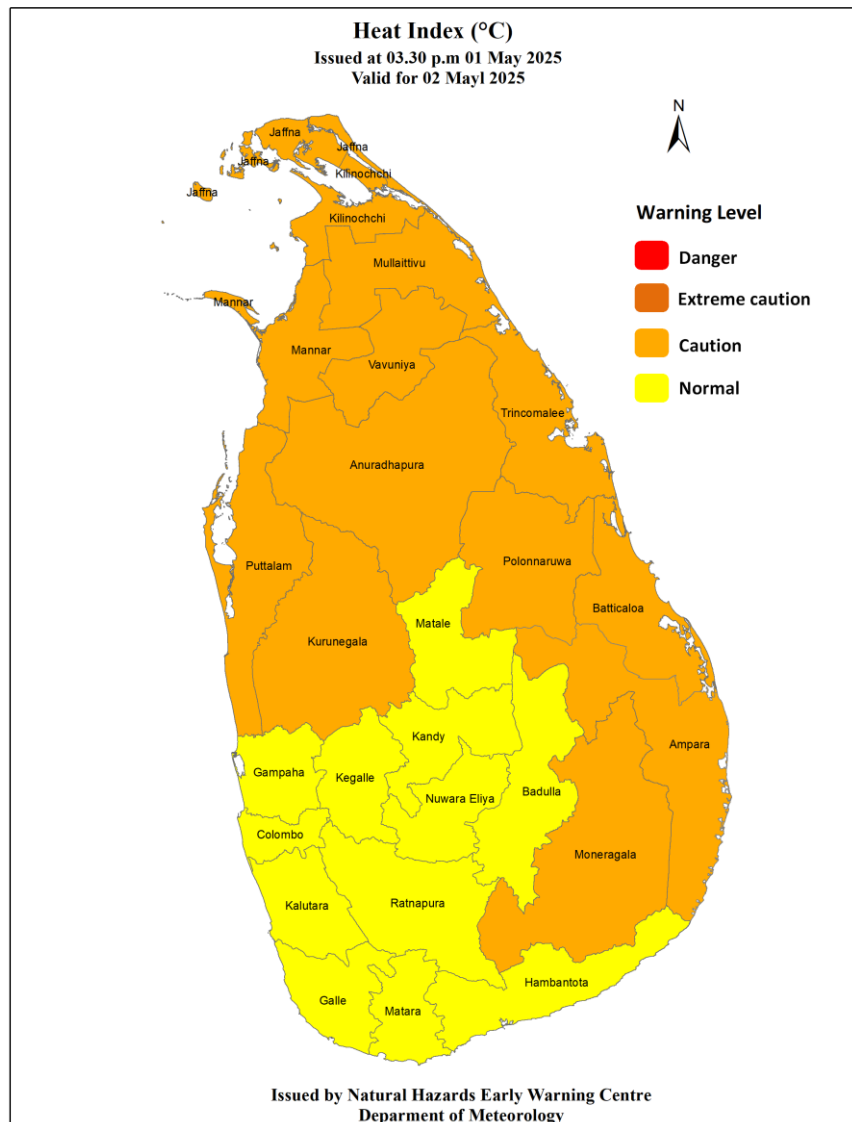 Heat Index (°C)
Issued at 03.30 p.m 01 May 2025
Valid for 02 Mayl 2025
N
Jaffna
Jaffna
Jaffna
Kilinochchi
Jaffna
Kilinochchi
Mullaittivu
Mannar
Mannar
Vavuniya
Trincomalee
Anuradhapura
Puttalam
Polonnaruwa
Batticaloa
Matale
Kurunegala
Kandy
Ampara
Gampaha
Kegalle
Nuwara Eliya
Badulla
Colombo
Moneragala
Kalutara
Ratnapura
Hambantota
Galle
Matara
Warning Level
Danger
Extreme caution
Caution
Normal
Issued by Natural Hazards Early Warning Centre
Deparment of Meteorology